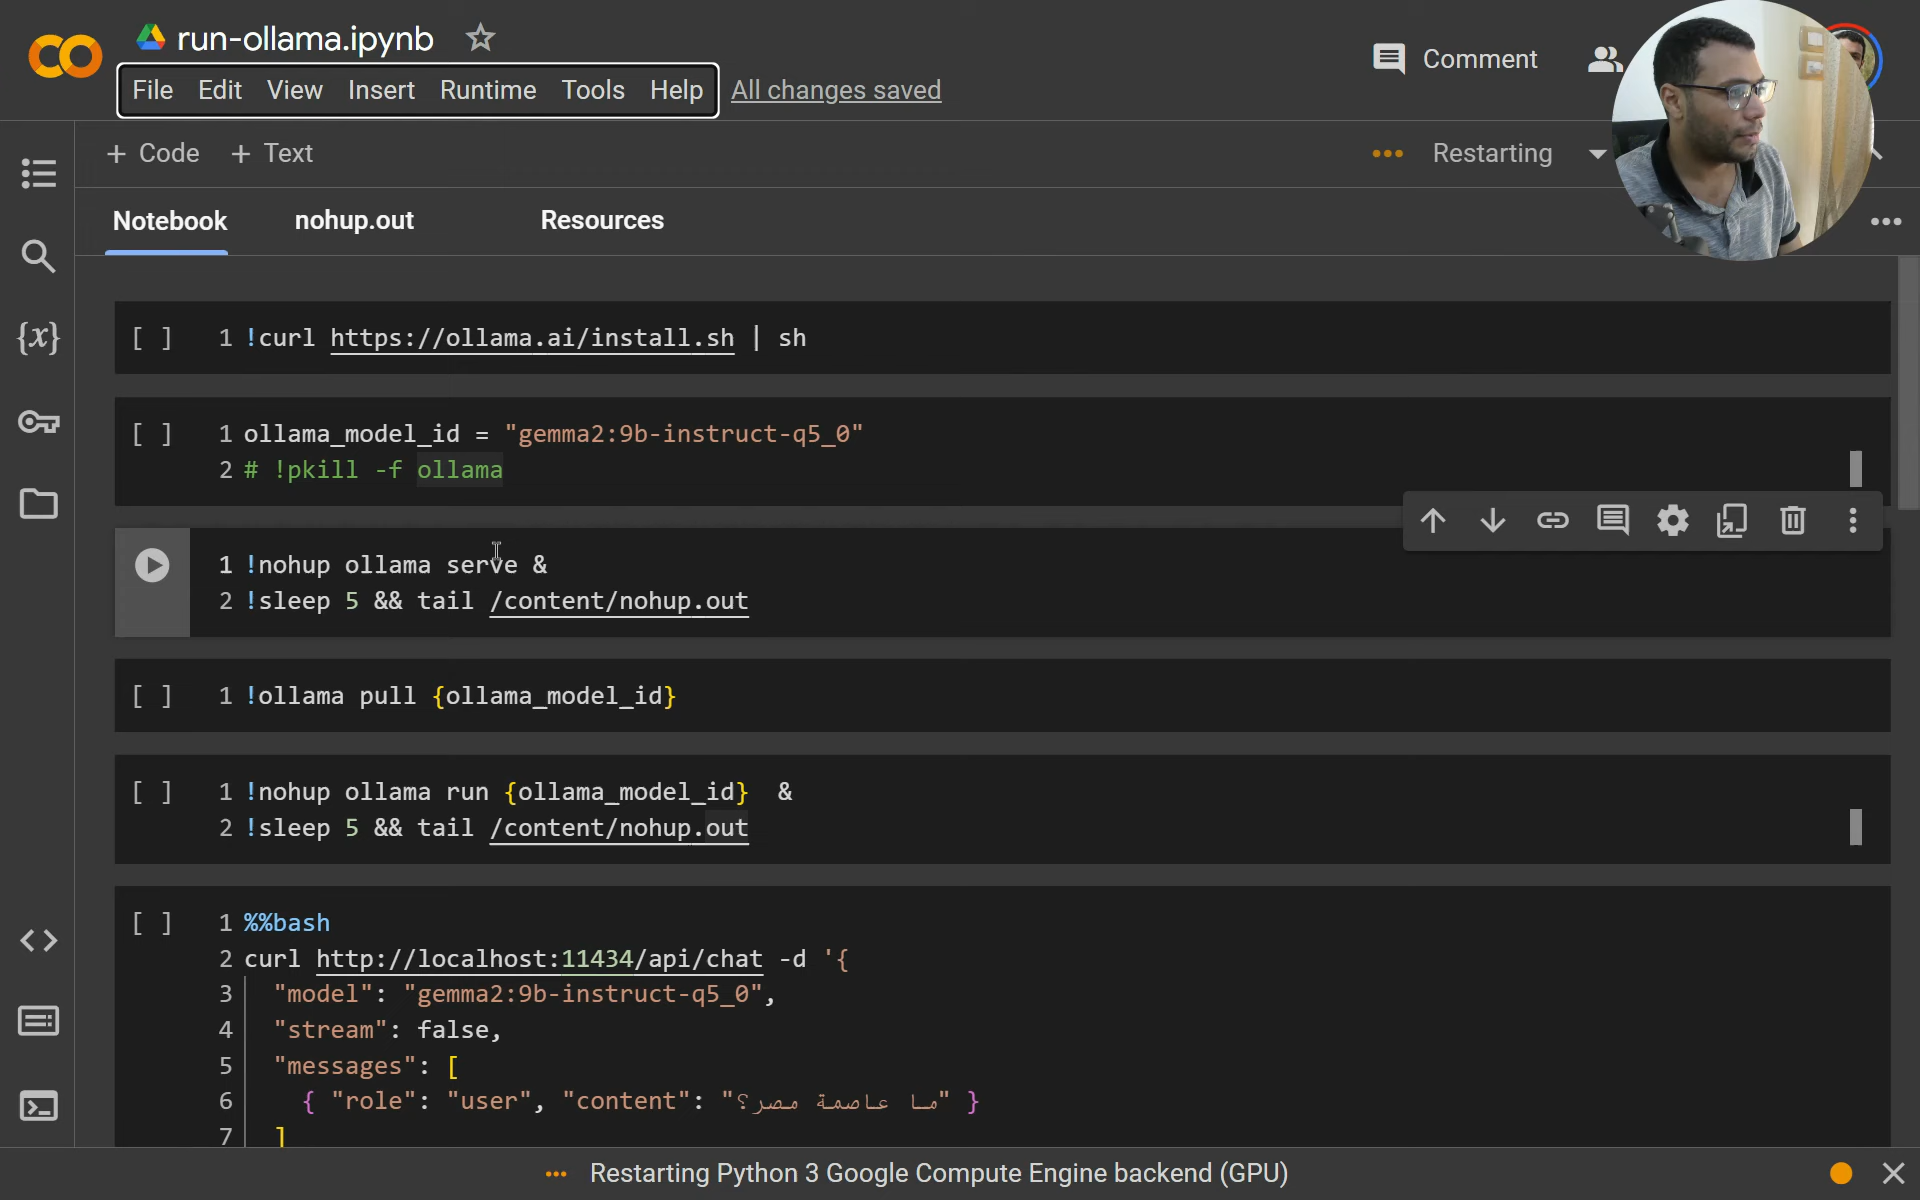 run-ollama.ipynb
Comment
File Edit View Insert Runtime Tools Help All changes saved
+ Code + Text
Restarting
Notebook nohup.out Resources
[ ] 1 !curl https://ollama.ai/install.sh | sh
[ ] 1 ollama_model_id = "gemma2:9b-instruct-q5_0"
2 # !pkill -f ollama
1 !nohup ollama serve &
2 !sleep 5 && tail /content/nohup.out
[ ] 1 !ollama pull {ollama_model_id}
[ ] 1 !nohup ollama run {ollama_model_id}  &
2 !sleep 5 && tail /content/nohup.out
[ ] 1 %%bash
2 curl http://localhost:11434/api/chat -d '{
3 "model": "gemma2:9b-instruct-q5_0",
4 "stream": false,
5 "messages": [
6 { "role": "user", "content": "ما عاصمة مصر؟" }
7 ]
Restarting Python 3 Google Compute Engine backend (GPU)